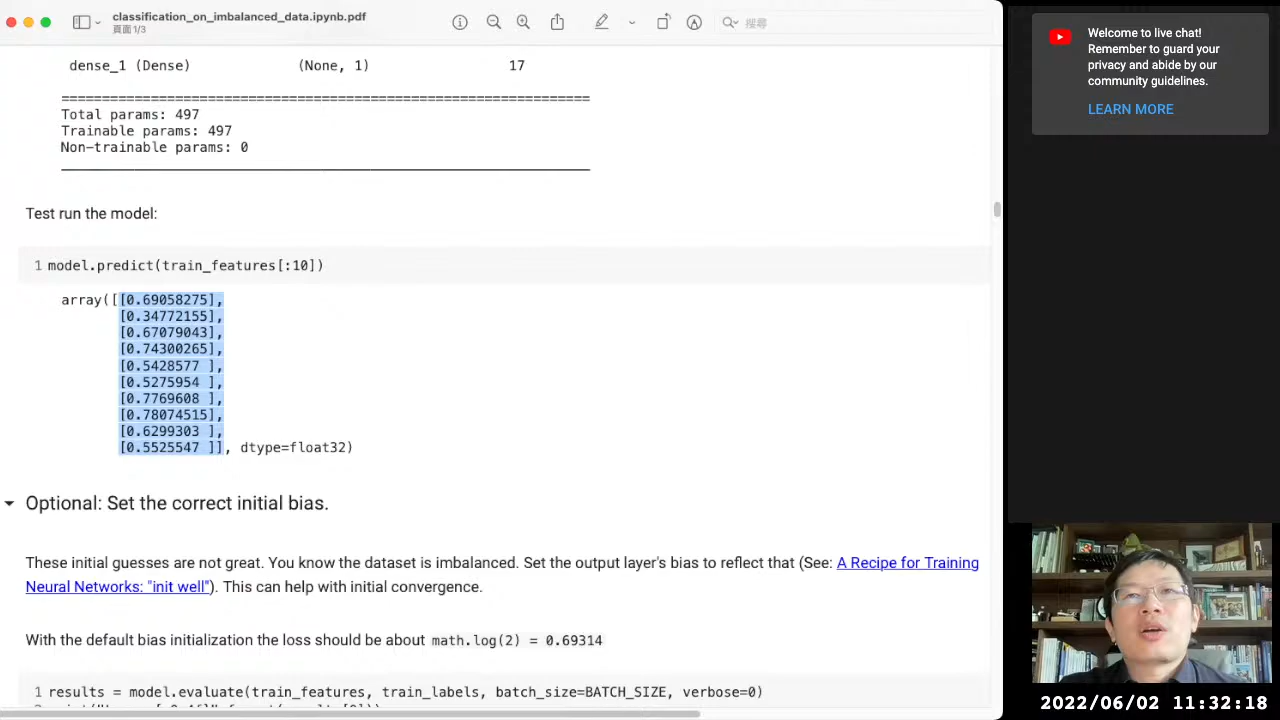 classification_on_imbalanced_data.ipynb.pdf
頁面 1/3
搜尋
dense_1 (Dense) (None, 1) 17
=================================================================
Total params: 497
Trainable params: 497
Non-trainable params: 0
Test run the model:
1 model.predict(train_features[:10])
array([[0.69058275],
[0.34772155],
[0.67079043],
[0.74300265],
[0.5428577 ],
[0.5275954 ],
[0.7769608 ],
[0.78074515],
[0.6299303 ],
[0.5525547 ]], dtype=float32)
Optional: Set the correct initial bias.
These initial guesses are not great. You know the dataset is imbalanced. Set the output layer's bias to reflect that (See: A Recipe for Training
Neural Networks: "init well"). This can help with initial convergence.
With the default bias initialization the loss should be about math.log(2) = 0.69314
1 results = model.evaluate(train_features, train_labels, batch_size=BATCH_SIZE, verbose=0)
Welcome to live chat!
Remember to guard your
privacy and abide by our
community guidelines.
LEARN MORE
2022/06/02 11:32:18